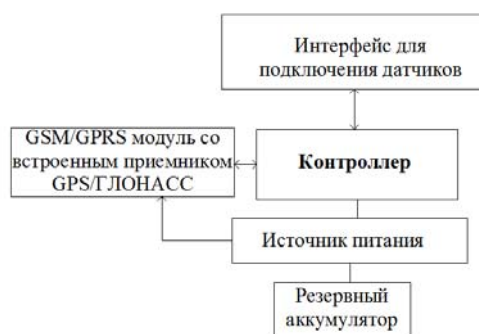 Интерфейс для
подключения датчиков
GSM/GPRS модуль со
встроенным приемником
GPS/ГЛОНАСС
Контроллер
Источник питания
Резервный
аккумулятор